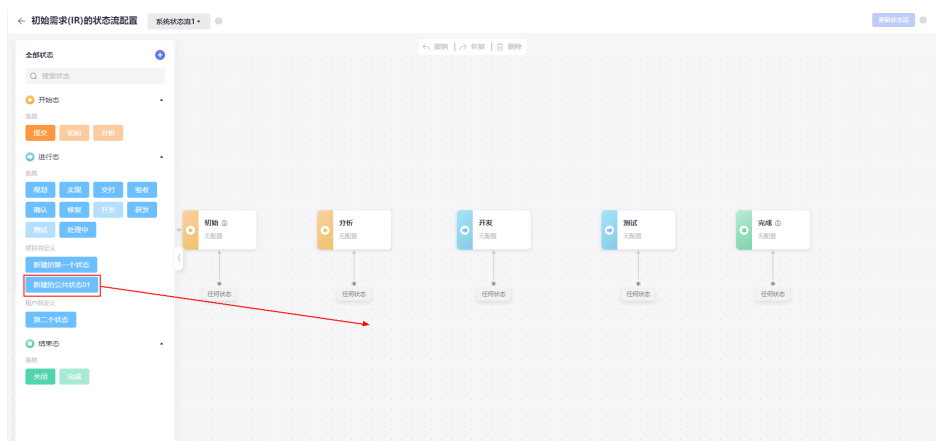 初始需求(IR)的状态流配置 系统状态流1
更新状态流
撤销 恢复 删除
全部状态
搜索状态
开始态
系统
提交 初始 分析
进行态
系统
规划 实现 交付 验收
确认 修复 开发 研发
测试 处理中
项目自定义
新建的第一个状态
新建的公共状态01
租户自定义
第二个状态
结束态
系统
关闭 完成
初始 分析 开发 测试 完成
无配置 无配置 无配置 无配置 无配置
任何状态 任何状态 任何状态 任何状态 任何状态